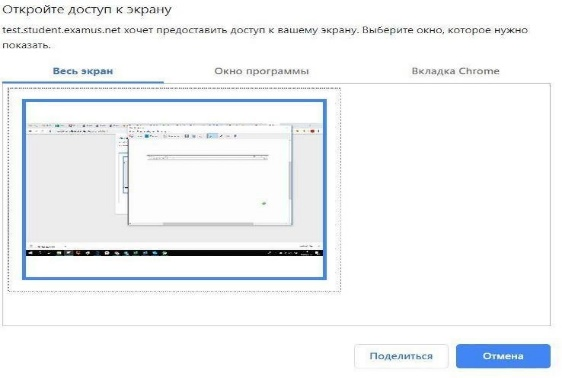 Откройте доступ к экрану
test.student.examus.net хочет предоставить доступ к вашему экрану. Выберите окно, которое нужно
показать.
Весь экран
Окно программы
Вкладка Chrome
Поделиться
Отмена